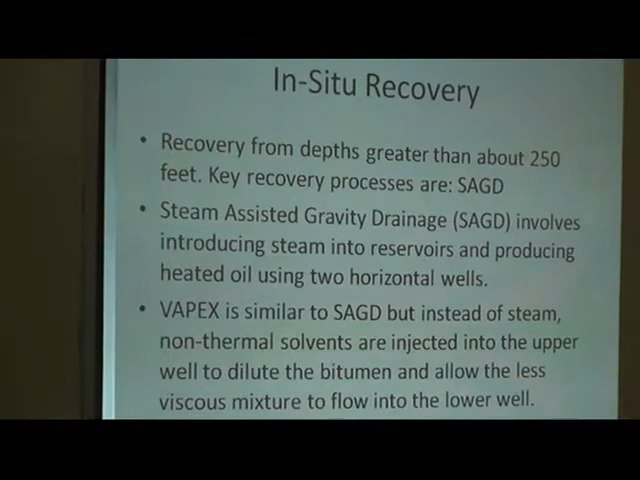 In-Situ Recovery
• Recovery from depths greater than about 250
feet. Key recovery processes are: SAGD
• Steam Assisted Gravity Drainage (SAGD) involves
introducing steam into reservoirs and producing
heated oil using two horizontal wells.
• VAPEX is similar to SAGD but instead of steam,
non-thermal solvents are injected into the upper
well to dilute the bitumen and allow the less
viscous mixture to flow into the lower well.